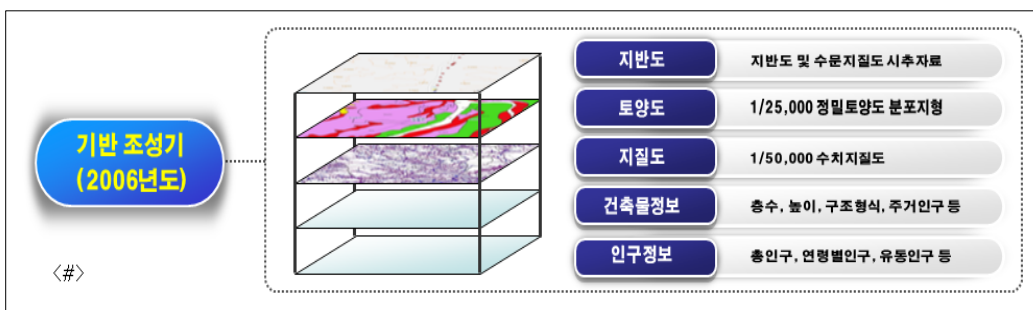 기반 조성기
(2006년도)
<#>
지반도
지반도 및 수문지질도 시추자료
토양도
1/25,000 정밀토양도 분포지형
지질도
1/50,000 수치지질도
건축물정보
층수, 높이, 구조형식, 주거인구 등
인구정보
총인구, 연령별인구, 유동인구 등